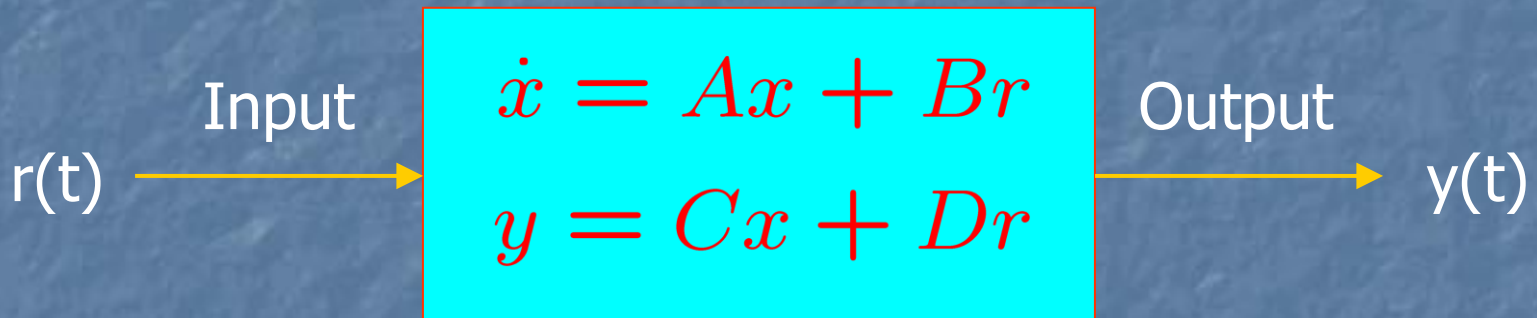 r(t)
Input
ẋ = Ax + Br
y = Cx + Dr
Output
y(t)